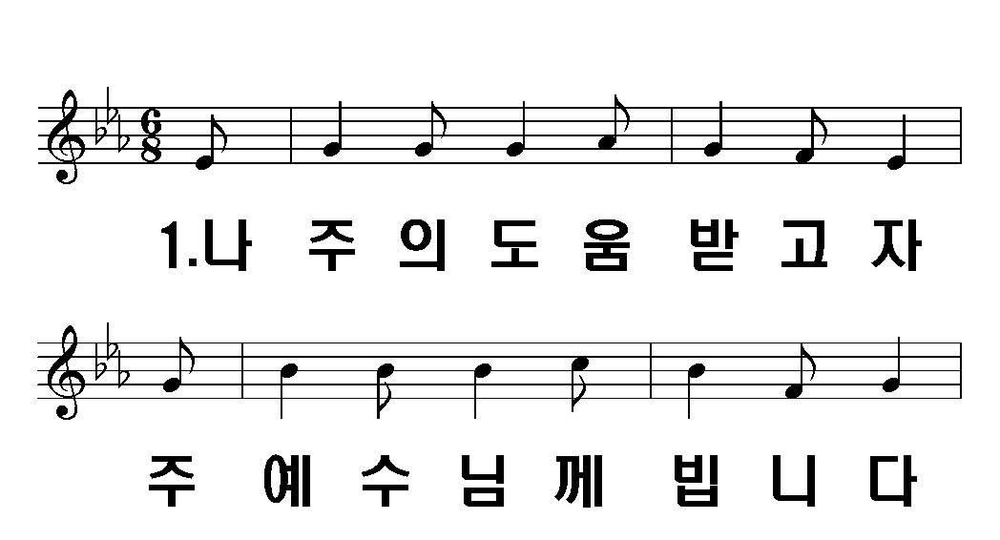 1.나 주 의 도 움 받 고 자
주 예 수 님 께 빕 니 다